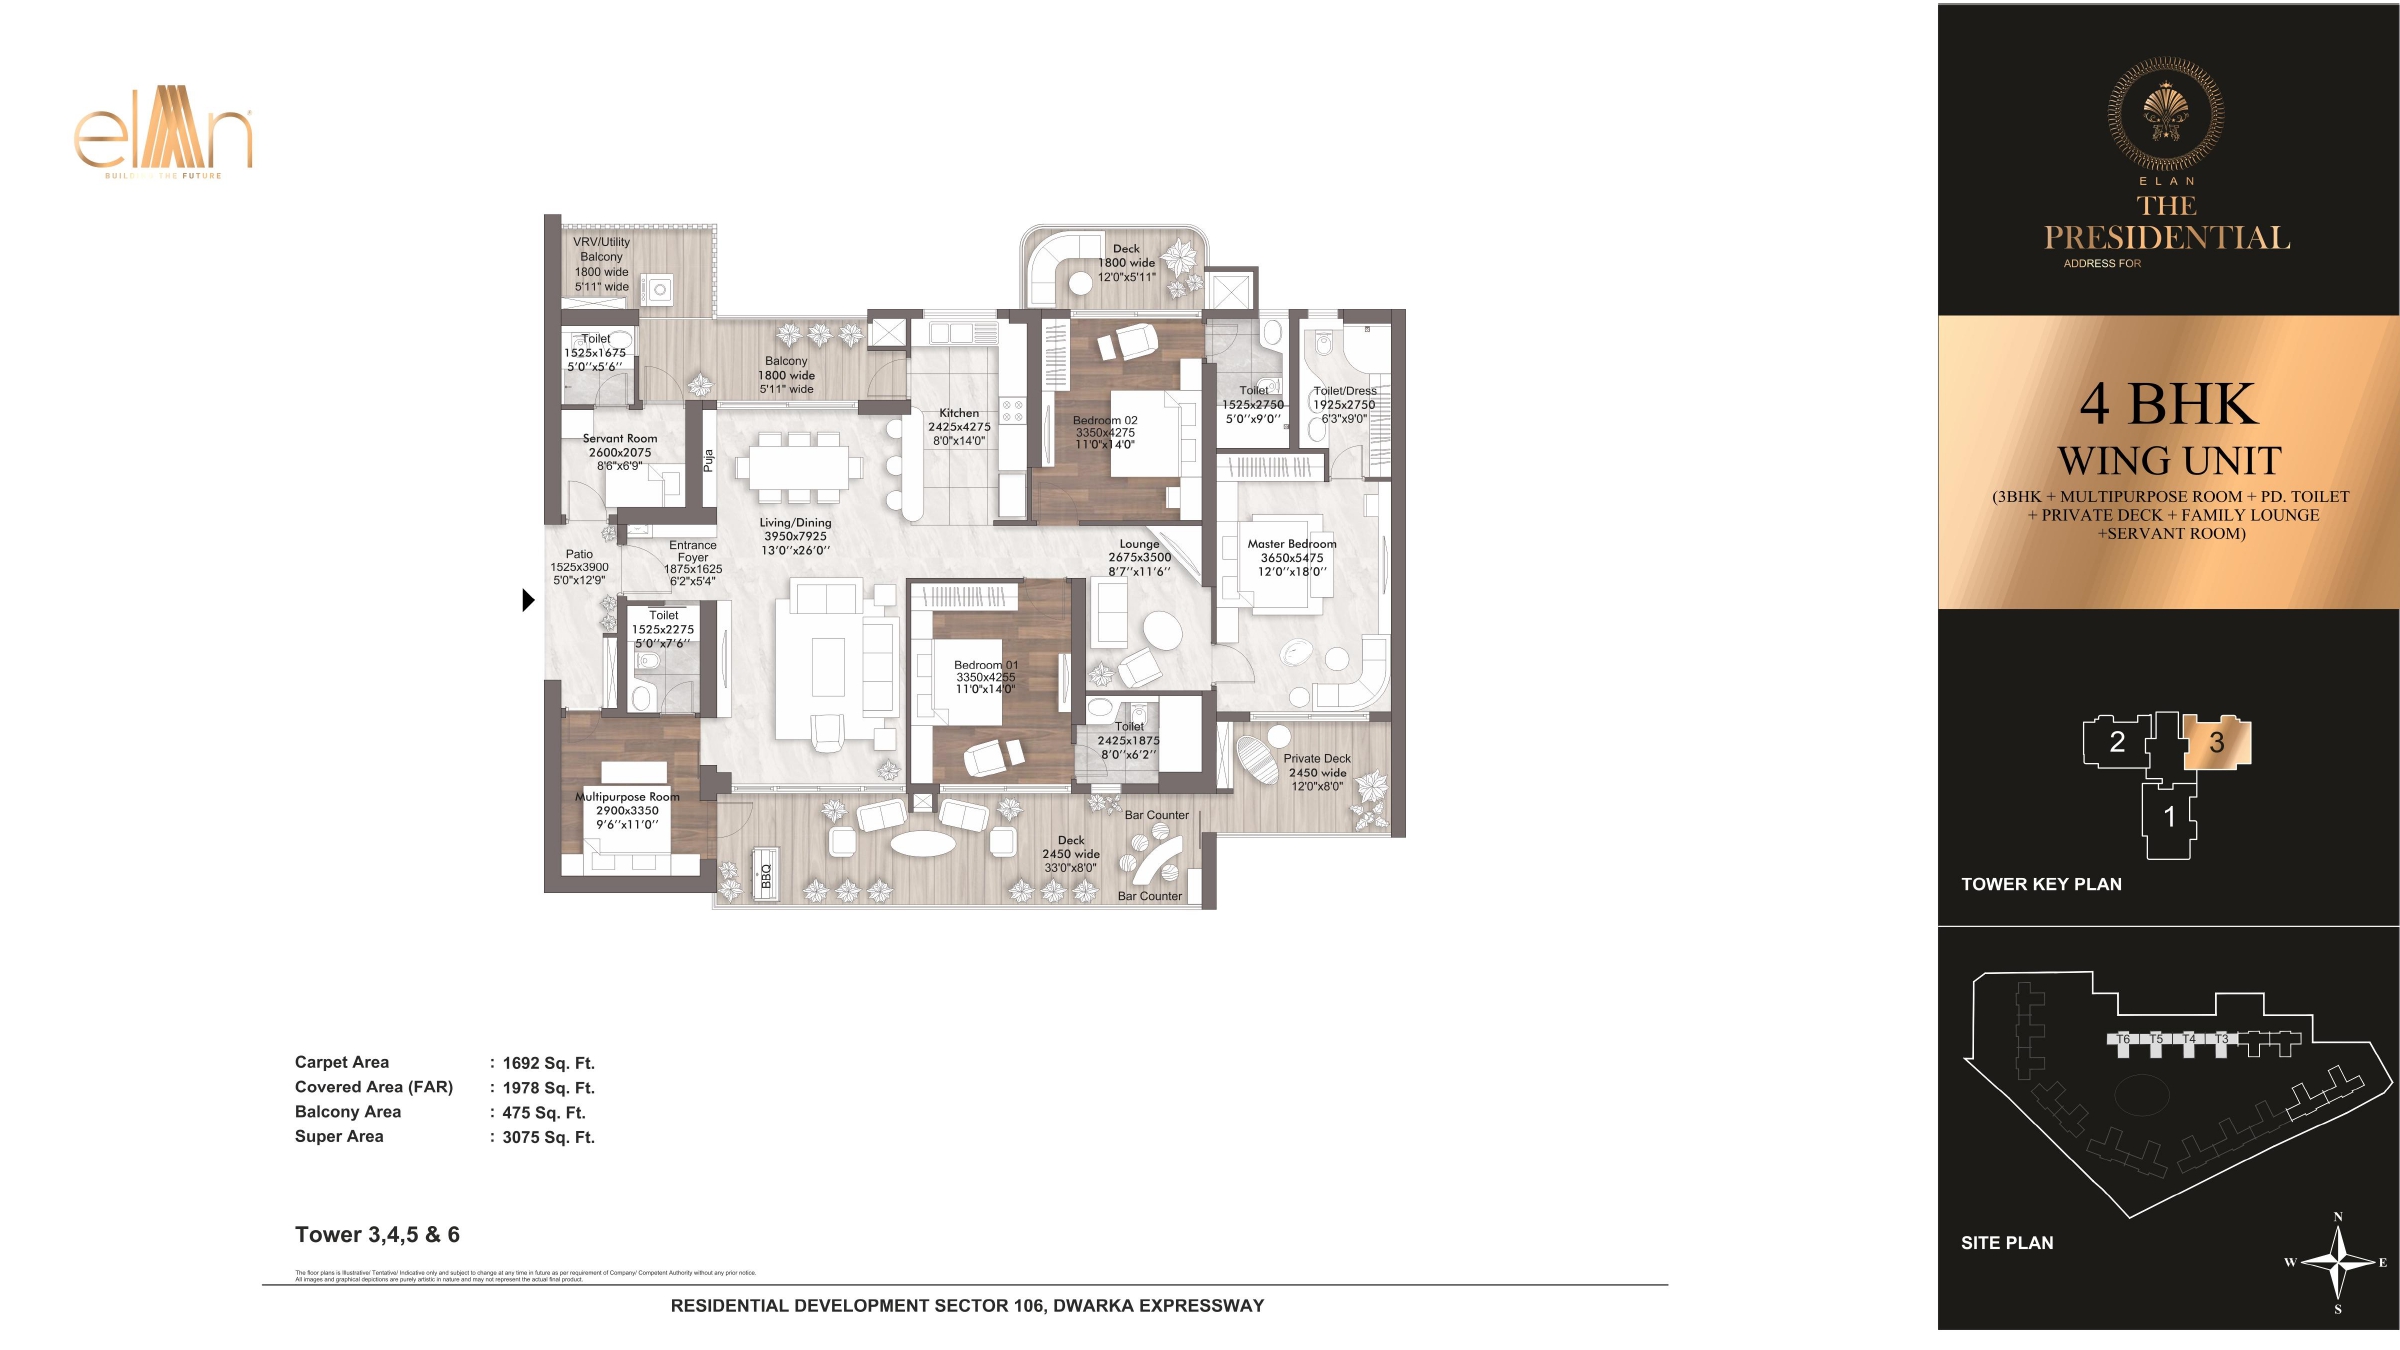 elan
BUILDING THE FUTURE
VRV/Utility
Balcony
1800 wide
5'11" wide
Deck
1800 wide
12'0"x5'11"
Toilet
1525x1675
5'0''x5'6''
Balcony
1800 wide
5'11" wide
Kitchen
2425x4275
8'0"x14'0"
Bedroom 02
3350x4275
11'0"x14'0"
Toilet
1525x2750
5'0''x9'0''
Toilet/Dress
1925x2750
6'3"x9'0"
Servant Room
2600x2075
8'6"x6'9"
Puja
Living/Dining
3950x7925
13'0''x26'0''
Patio
1525x3900
5'0"x12'9"
Entrance
Foyer
1875x1625
6'2"x5'4"
Lounge
2675x3500
8'7''x11'6''
Master Bedroom
3650x5475
12'0''x18'0''
Toilet
1525x2275
5'0''x7'6''
Bedroom 01
3350x4255
11'0"x14'0"
Toilet
2425x1875
8'0''x6'2''
Private Deck
2450 wide
12'0"x8'0"
Multipurpose Room
2900x3350
9'6''x11'0''
Bar Counter
Deck
2450 wide
33'0"x8'0"
BBQ
Bar Counter
Carpet Area : 1692 Sq. Ft.
Covered Area (FAR) : 1978 Sq. Ft.
Balcony Area : 475 Sq. Ft.
Super Area : 3075 Sq. Ft.
Tower 3,4,5 & 6
The floor plans is Illustrative/ Tentative/ Indicative only and subject to change at any time in future as per requirement of Company/ Competent Authority without any prior notice.
All images and graphical depictions are purely artistic in nature and may not represent the actual final product.
RESIDENTIAL DEVELOPMENT SECTOR 106, DWARKA EXPRESSWAY
ELAN
THE
PRESIDENTIAL
ADDRESS FOR
4 BHK
WING UNIT
(3BHK + MULTIPURPOSE ROOM + PD. TOILET
+ PRIVATE DECK + FAMILY LOUNGE
+SERVANT ROOM)
2
3
1
TOWER KEY PLAN
T6
T5
T4
T3
SITE PLAN
N
W
E
S